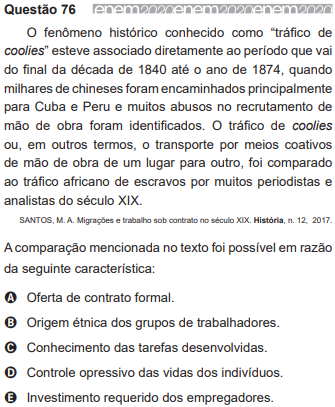 Questão 76 enem2020enem2020enem2020
O fenômeno histórico conhecido como “tráfico de
coolies” esteve associado diretamente ao período que vai
do final da década de 1840 até o ano de 1874, quando
milhares de chineses foram encaminhados principalmente
para Cuba e Peru e muitos abusos no recrutamento de
mão de obra foram identificados. O tráfico de coolies
ou, em outros termos, o transporte por meios coativos
de mão de obra de um lugar para outro, foi comparado
ao tráfico africano de escravos por muitos periodistas e
analistas do século XIX.
SANTOS, M. A. Migrações e trabalho sob contrato no século XIX. História, n. 12, 2017.
A comparação mencionada no texto foi possível em razão
da seguinte característica:
A Oferta de contrato formal.
B Origem étnica dos grupos de trabalhadores.
C Conhecimento das tarefas desenvolvidas.
D Controle opressivo das vidas dos indivíduos.
E Investimento requerido dos empregadores.